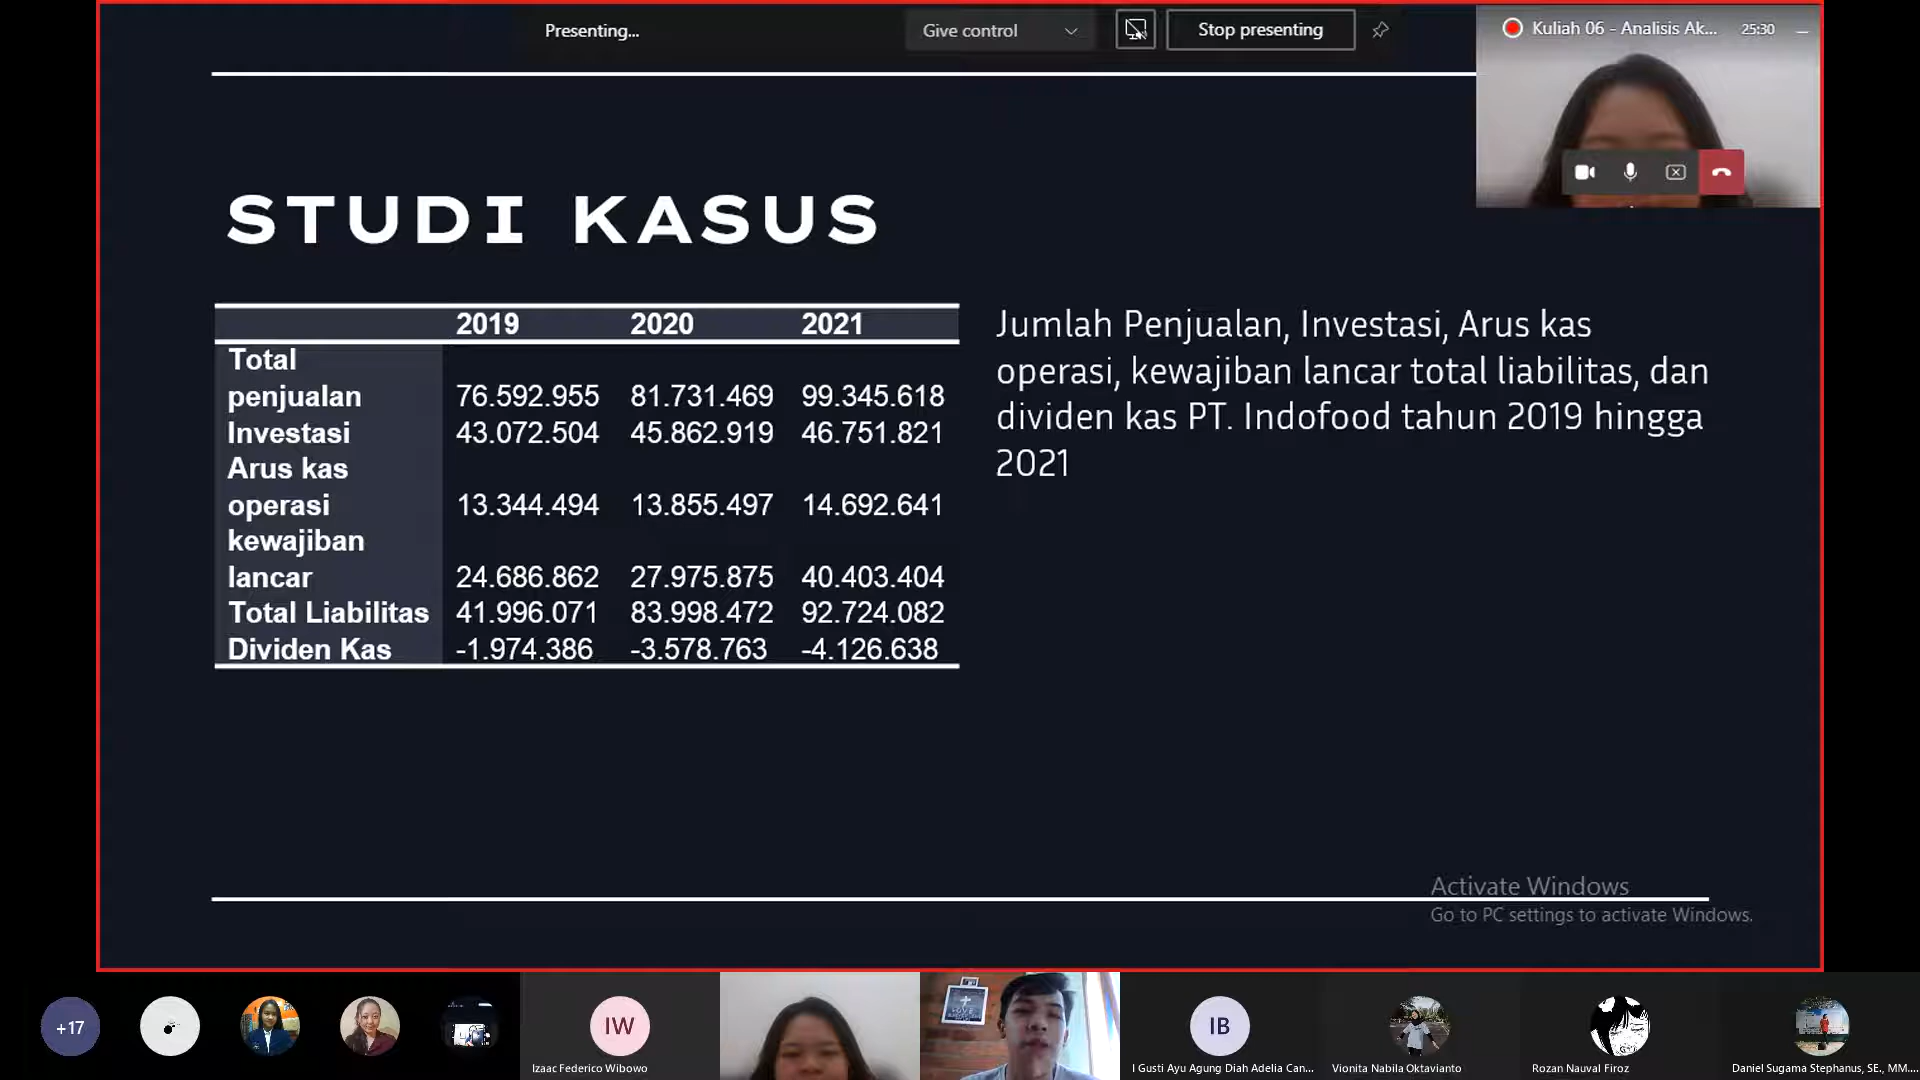 Presenting...
Give control
Stop presenting
Kuliah 06 - Analisis Ak...
25:30
STUDI KASUS
2019 2020 2021
Total
penjualan 76.592.955 81.731.469 99.345.618
Investasi 43.072.504 45.862.919 46.751.821
Arus kas
operasi 13.344.494 13.855.497 14.692.641
kewajiban
lancar 24.686.862 27.975.875 40.403.404
Total Liabilitas 41.996.071 83.998.472 92.724.082
Dividen Kas -1.974.386 -3.578.763 -4.126.638
Jumlah Penjualan, Investasi, Arus kas
operasi, kewajiban lancar total liabilitas, dan
dividen kas PT. Indofood tahun 2019 hingga
2021
Activate Windows
Go to PC settings to activate Windows.
+17
IW
Izaac Federico Wibowo
IB
I Gusti Ayu Agung Diah Adelia Can...
Vionita Nabila Oktavianto
Rozan Nauval Firoz
Daniel Sugama Stephanus, SE., MM....